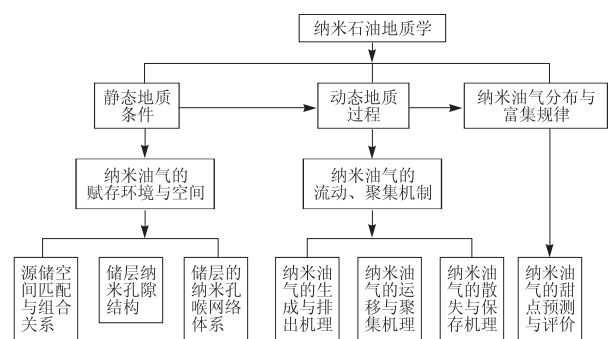 纳米石油地质学
静态地质
条件
动态地质
过程
纳米油气分布与
富集规律
纳米油气的
赋存环境与空间
纳米油气的
流动、聚集机制
源储空
间匹配
与组合
关系
储层纳
米孔隙
结构
储层的
纳米孔
喉网络
体系
纳米油
气的生
成与排
出机理
纳米油
气的运
移与聚
集机理
纳米油
气的散
失与保
存机理
纳米油
气的甜
点预测
与评价